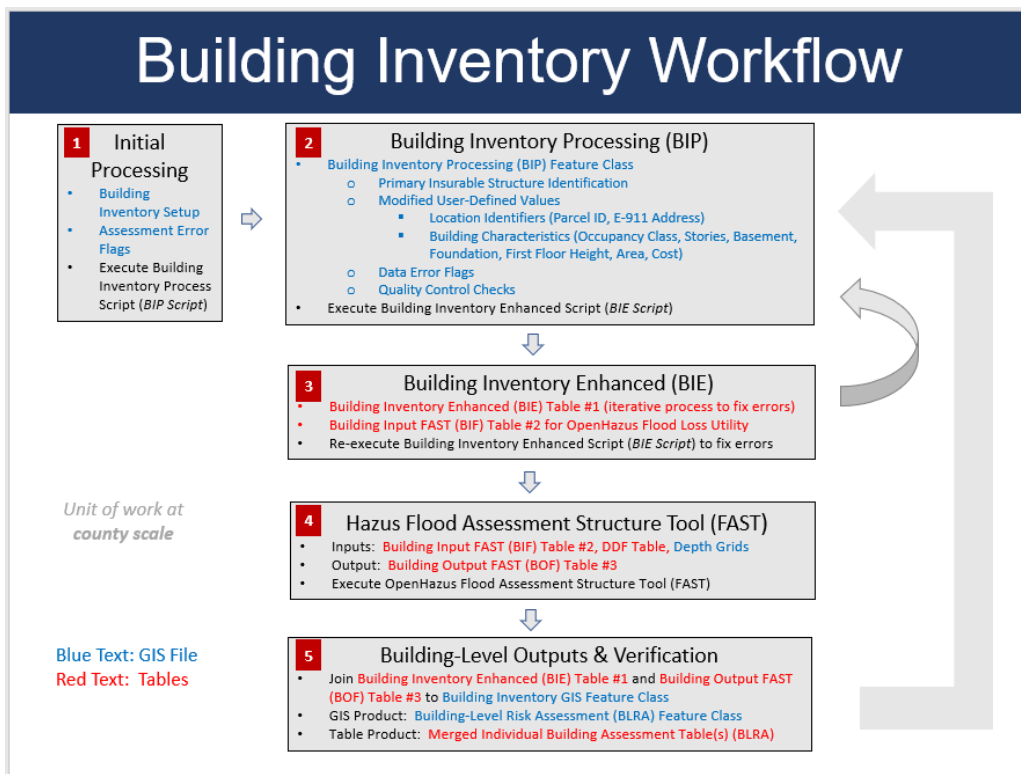 Building Inventory Workflow
1
Initial
Processing
• Building
Inventory Setup
• Assessment Error
Flags
• Execute Building
Inventory Process
Script (BIP Script)
2
Building Inventory Processing (BIP)
• Building Inventory Processing (BIP) Feature Class
o Primary Insurable Structure Identification
o Modified User-Defined Values
▪ Location Identifiers (Parcel ID, E-911 Address)
▪ Building Characteristics (Occupancy Class, Stories, Basement,
Foundation, First Floor Height, Area, Cost)
o Data Error Flags
o Quality Control Checks
• Execute Building Inventory Enhanced Script (BIE Script)
3
Building Inventory Enhanced (BIE)
• Building Inventory Enhanced (BIE) Table #1 (iterative process to fix errors)
• Building Input FAST (BIF) Table #2 for OpenHazus Flood Loss Utility
• Re-execute Building Inventory Enhanced Script (BIE Script) to fix errors
Unit of work at
county scale
4
Hazus Flood Assessment Structure Tool (FAST)
• Inputs: Building Input FAST (BIF) Table #2, DDF Table, Depth Grids
• Output: Building Output FAST (BOF) Table #3
• Execute OpenHazus Flood Assessment Structure Tool (FAST)
Blue Text: GIS File
Red Text: Tables
5
Building-Level Outputs & Verification
• Join Building Inventory Enhanced (BIE) Table #1 and Building Output FAST
(BOF) Table #3 to Building Inventory GIS Feature Class
• GIS Product: Building-Level Risk Assessment (BLRA) Feature Class
• Table Product: Merged Individual Building Assessment Table(s) (BLRA)